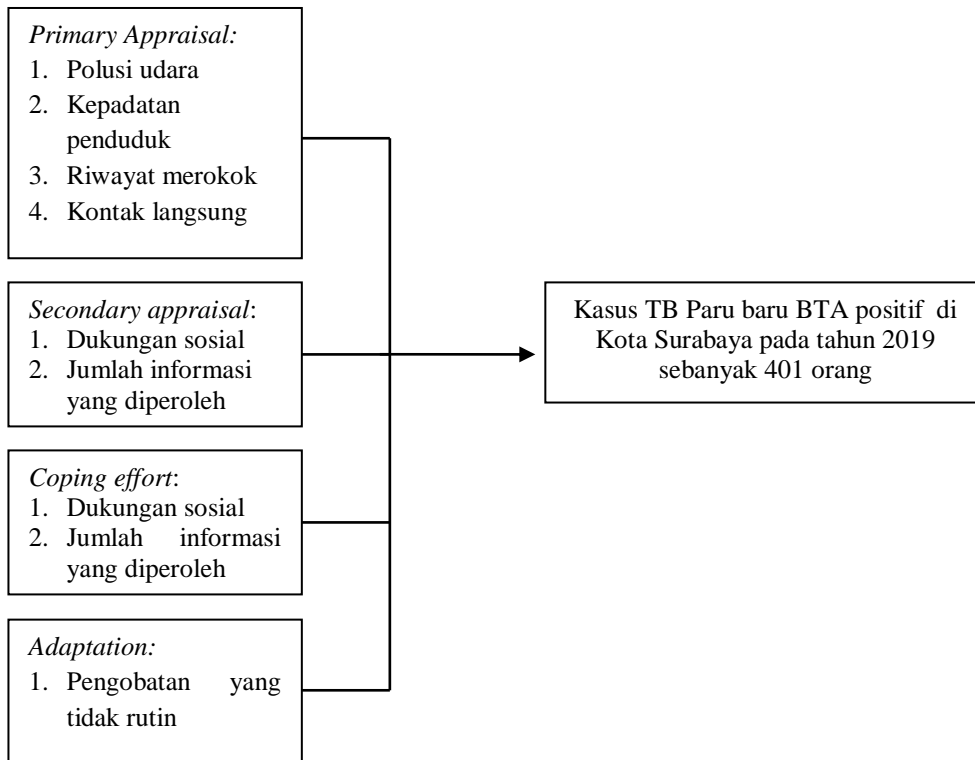 Primary Appraisal:
1. Polusi udara
2. Kepadatan
penduduk
3. Riwayat merokok
4. Kontak langsung
Secondary appraisal:
1. Dukungan sosial
2. Jumlah informasi
yang diperoleh
Coping effort:
1. Dukungan sosial
2. Jumlah informasi
yang diperoleh
Adaptation:
1. Pengobatan yang
tidak rutin
Kasus TB Paru baru BTA positif di
Kota Surabaya pada tahun 2019
sebanyak 401 orang